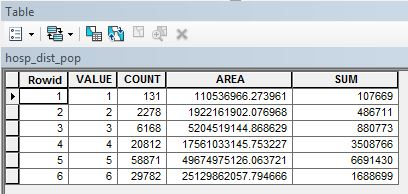 Table
hosp_dist_pop
Rowid VALUE COUNT AREA SUM
1 1 131 110536966.273961 107669
2 2 2278 1922161902.076968 486711
3 3 6168 5204519144.868629 880773
4 4 20812 17561033145.753227 3508766
5 5 58871 49674975126.063721 6691430
6 6 29782 25129862057.794666 1688699